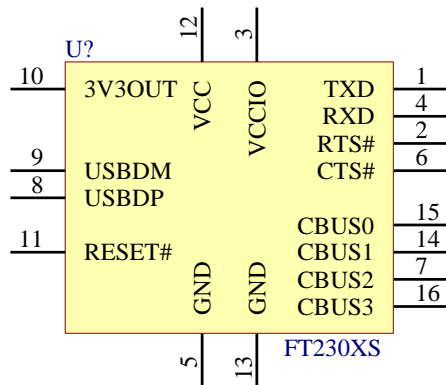 12 3
U?
10 3V3OUT VCC VCCIO TXD 1
RXD 4
RTS# 2
9 USBDM CTS# 6
8 USBDP
CBUS0 15
11 RESET# CBUS1 14
GND GND CBUS2 7
CBUS3 16
5 13 FT230XS